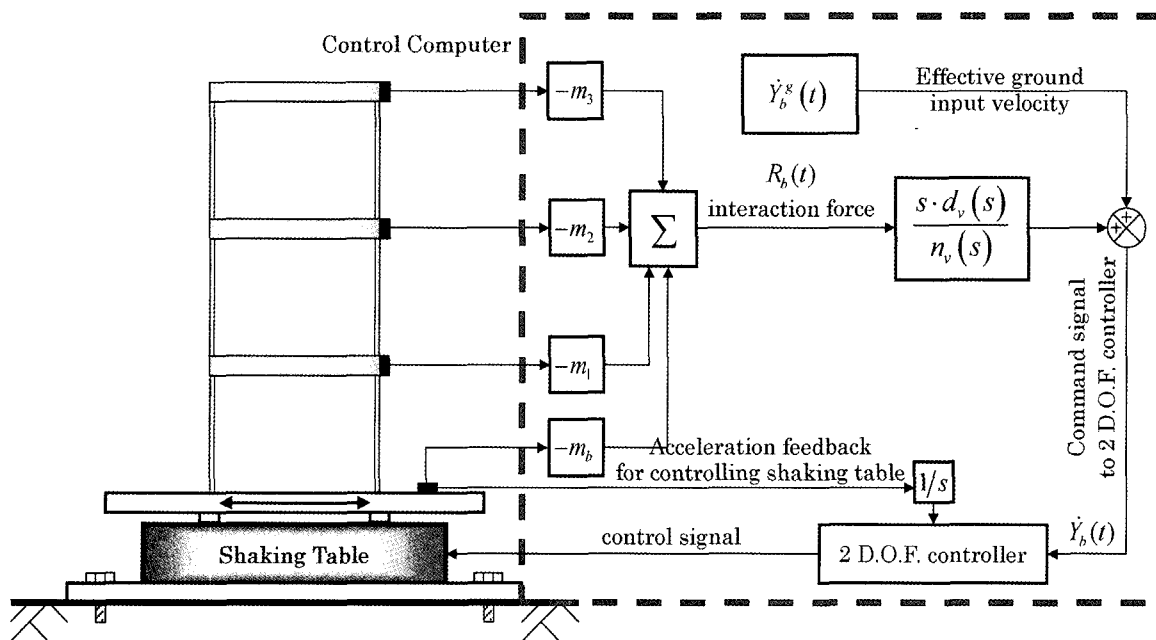 Control Computer
−m₃
Ẏ_b^g(t)
Effective ground
input velocity
−m₂
Σ
R_b(t)
interaction force
s·d_v(s)
n_v(s)
+
+
−m₁
Command signal
to 2 D.O.F. controller
−m_b
Acceleration feedback
for controlling shaking table
1/s
Shaking Table
control signal
2 D.O.F. controller
Ẏ_b(t)